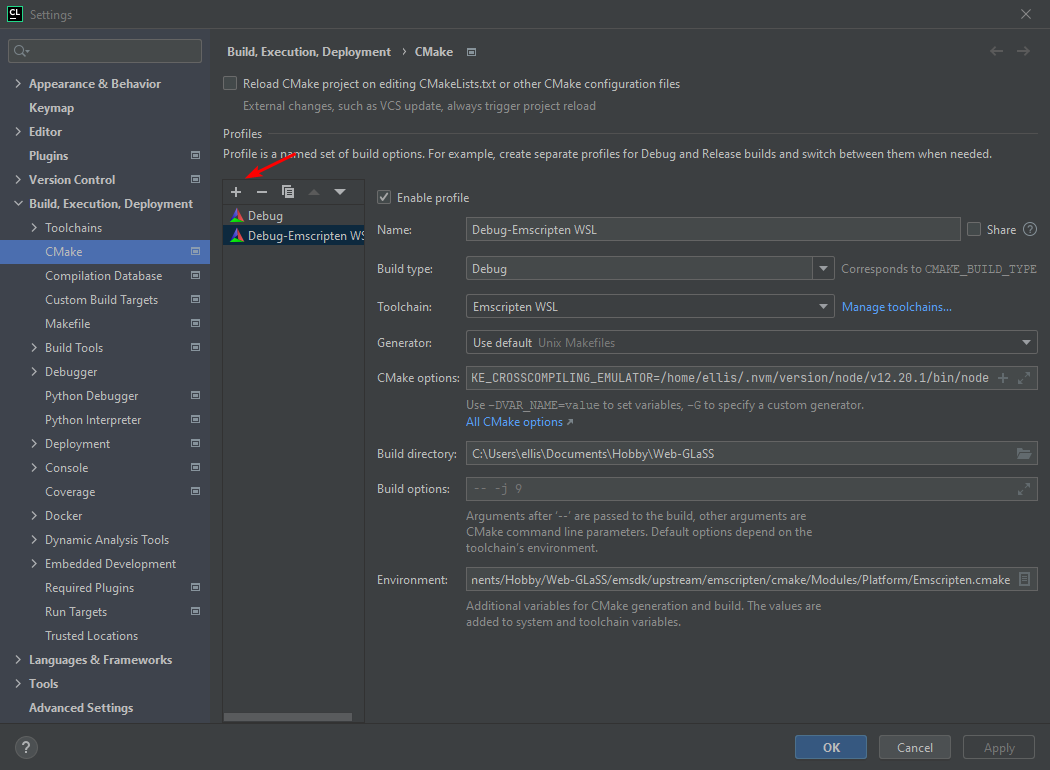 CL
Settings
Build, Execution, Deployment › CMake
Reload CMake project on editing CMakeLists.txt or other CMake configuration files
External changes, such as VCS update, always trigger project reload
Profiles
Profile is a named set of build options. For example, create separate profiles for Debug and Release builds and switch between them when needed.
Appearance & Behavior
Keymap
Editor
Plugins
Version Control
Build, Execution, Deployment
Toolchains
CMake
Compilation Database
Custom Build Targets
Makefile
Build Tools
Debugger
Python Debugger
Python Interpreter
Deployment
Console
Coverage
Docker
Dynamic Analysis Tools
Embedded Development
Required Plugins
Run Targets
Trusted Locations
Languages & Frameworks
Tools
Advanced Settings
Debug
Debug-Emscripten WS
Enable profile
Name: Debug-Emscripten WSL Share ?
Build type: Debug Corresponds to CMAKE_BUILD_TYPE
Toolchain: Emscripten WSL Manage toolchains...
Generator: Use default Unix Makefiles
CMake options: KE_CROSSCOMPILING_EMULATOR=/home/ellis/.nvm/version/node/v12.20.1/bin/node
Use -DVAR_NAME=value to set variables, -G to specify a custom generator.
All CMake options ↗
Build directory: C:\Users\ellis\Documents\Hobby\Web-GLaSS
Build options: -- -j 9
Arguments after '--' are passed to the build, other arguments are
CMake command line parameters. Default options depend on the
toolchain's environment.
Environment: nents/Hobby/Web-GLaSS/emsdk/upstream/emscripten/cmake/Modules/Platform/Emscripten.cmake
Additional variables for CMake generation and build. The values are
added to system and toolchain variables.
? OK Cancel Apply